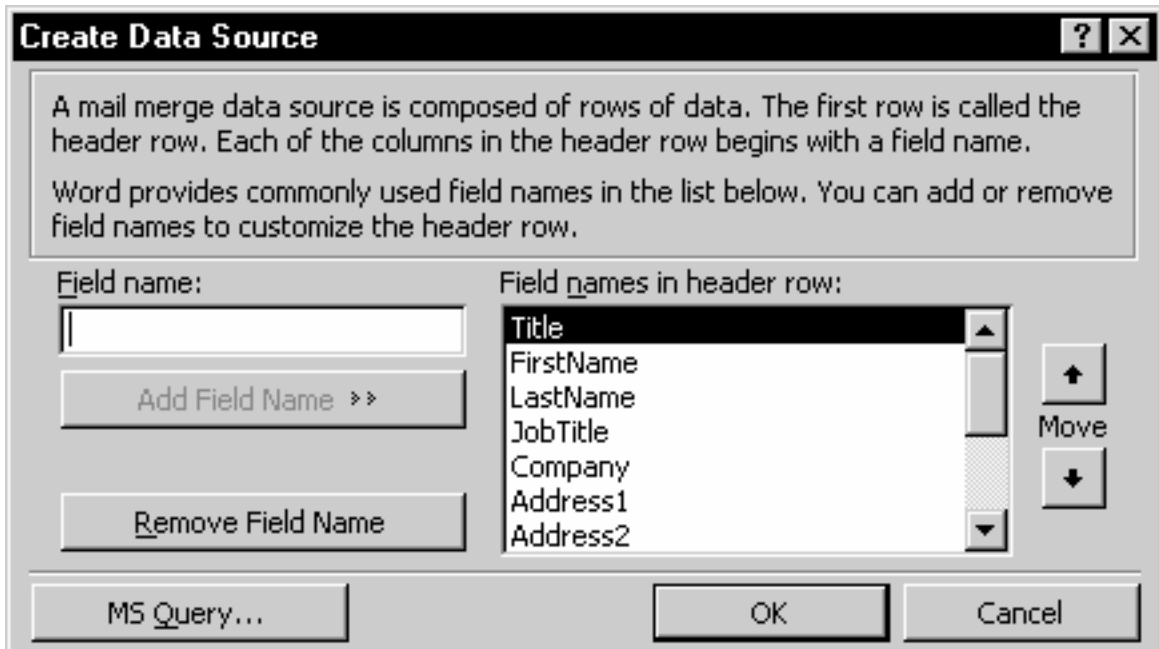 Create Data Source
A mail merge data source is composed of rows of data. The first row is called the
header row. Each of the columns in the header row begins with a field name.
Word provides commonly used field names in the list below. You can add or remove
field names to customize the header row.
Field name:
Add Field Name >>
Remove Field Name
Field names in header row:
Title
FirstName
LastName
JobTitle
Company
Address1
Address2
Move
MS Query...
OK
Cancel